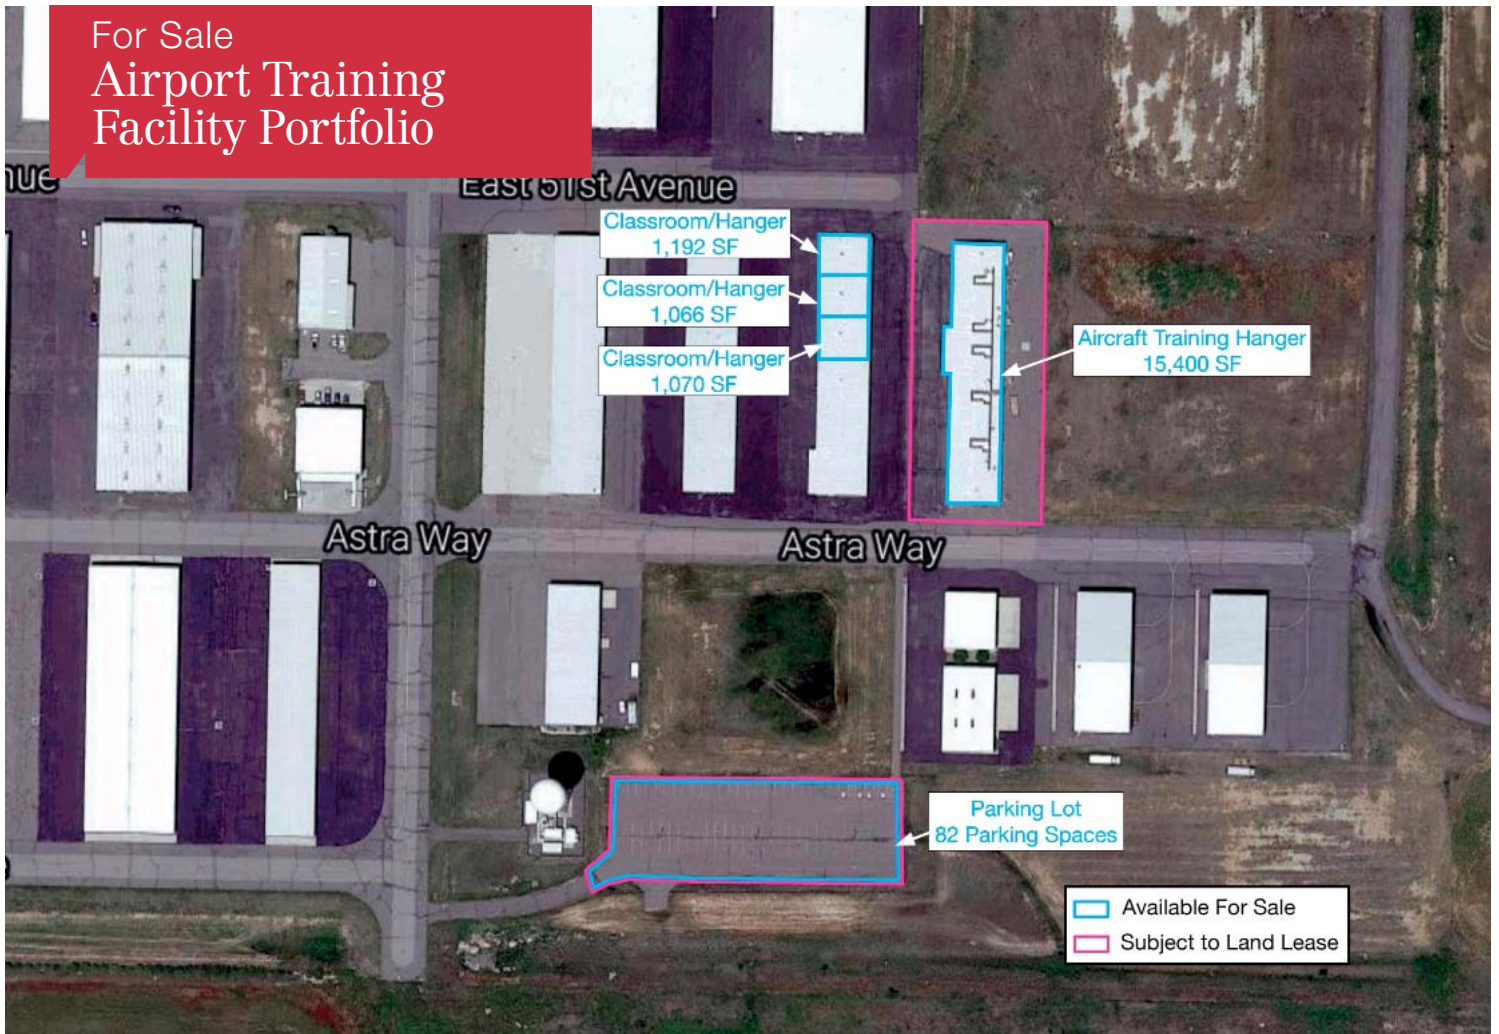 For Sale
Airport Training
Facility Portfolio
nue
East 51st Avenue
Classroom/Hanger
1,192 SF
Classroom/Hanger
1,066 SF
Classroom/Hanger
1,070 SF
Aircraft Training Hanger
15,400 SF
Astra Way
Astra Way
Parking Lot
82 Parking Spaces
Available For Sale
Subject to Land Lease